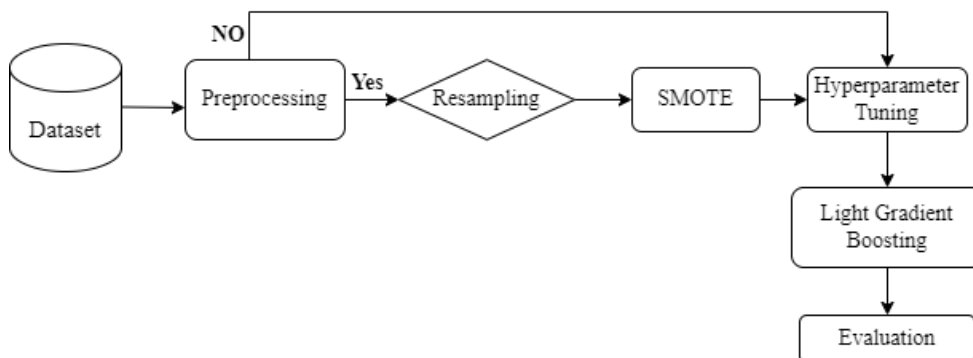 NO
Dataset
Preprocessing
Yes
Resampling
SMOTE
Hyperparameter
Tuning
Light Gradient
Boosting
Evaluation